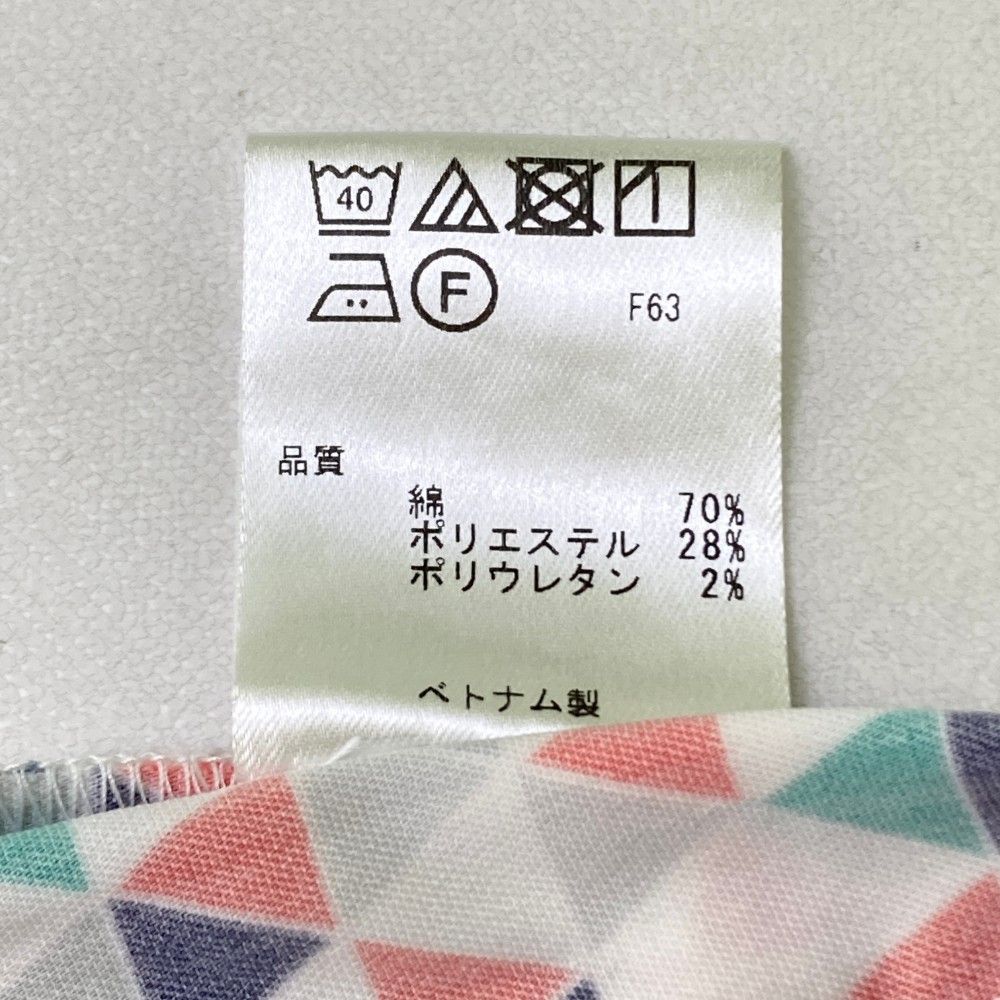 40
F F63
品質
綿 70%
ポリエステル 28%
ポリウレタン 2%
ベトナム製